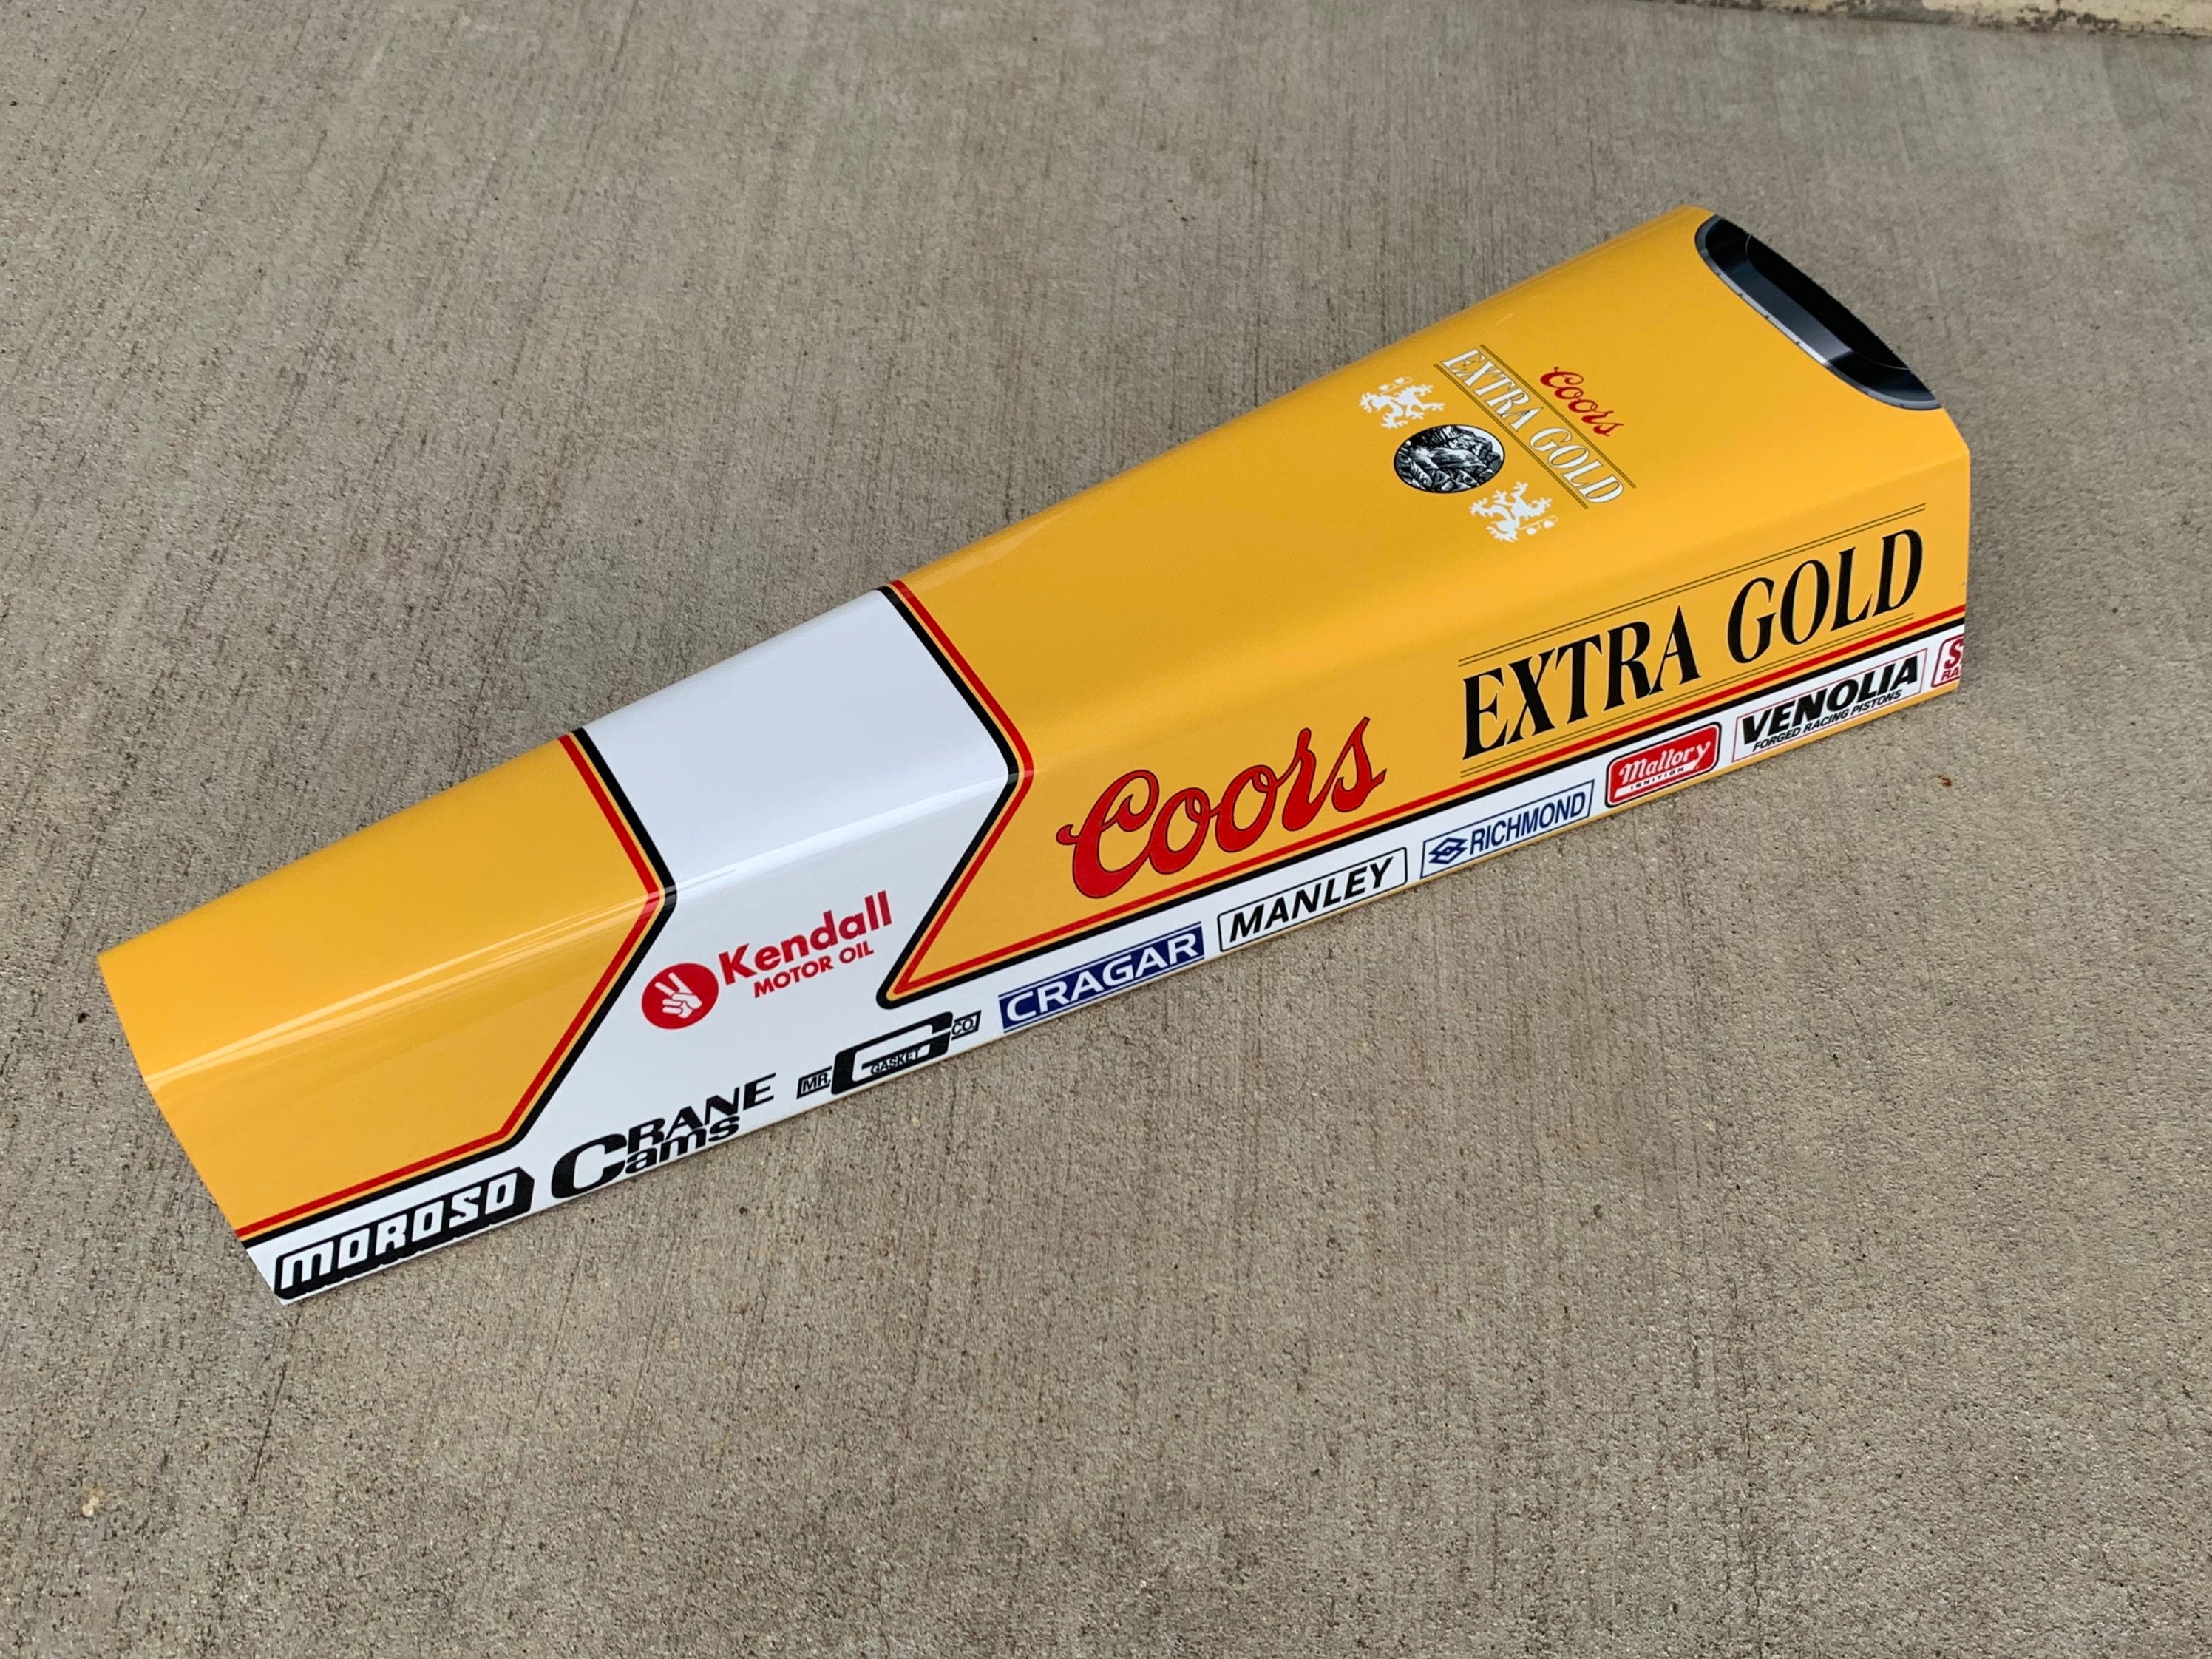 Coors
EXTRA GOLD
Coors
EXTRA GOLD
Kendall
MOTOR OIL
MOROSO
CRANE
Cams
MR. GASKET CO.
CRAGAR
MANLEY
RICHMOND
Mallory
IGNITION
VENOLIA
FORGED RACING PISTONS